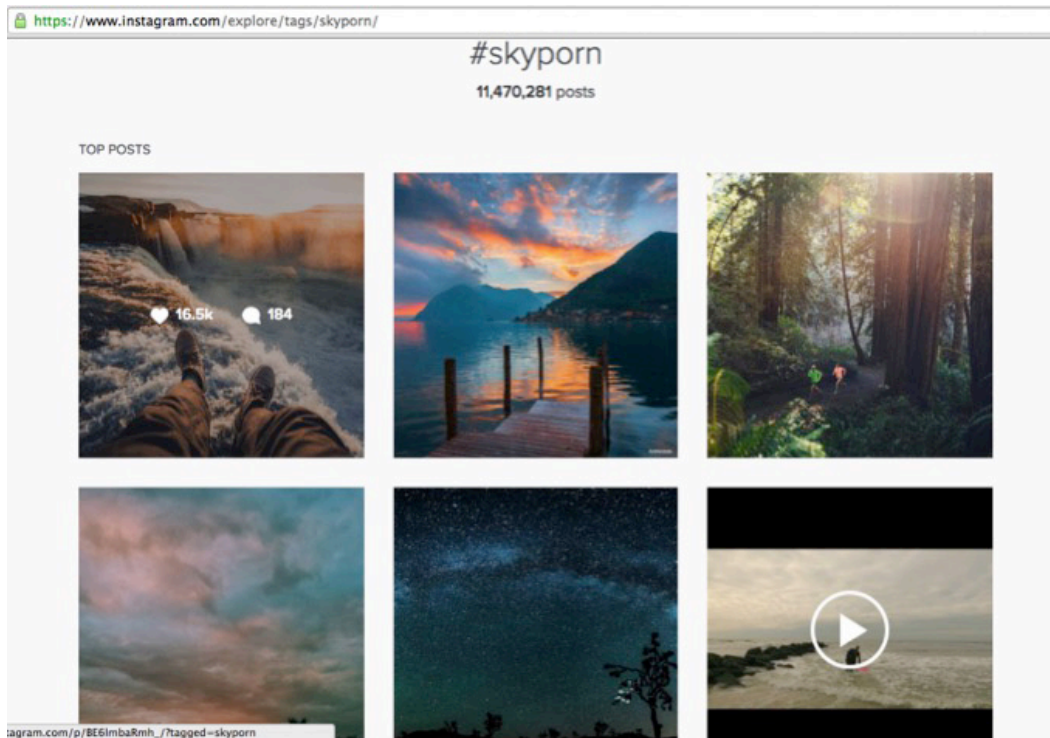 https://www.instagram.com/explore/tags/skyporn/
#skyporn
11,470,281 posts
TOP POSTS
16.5k 184
tagram.com/p/BE6lmbaRmh_/?tagged=skyporn